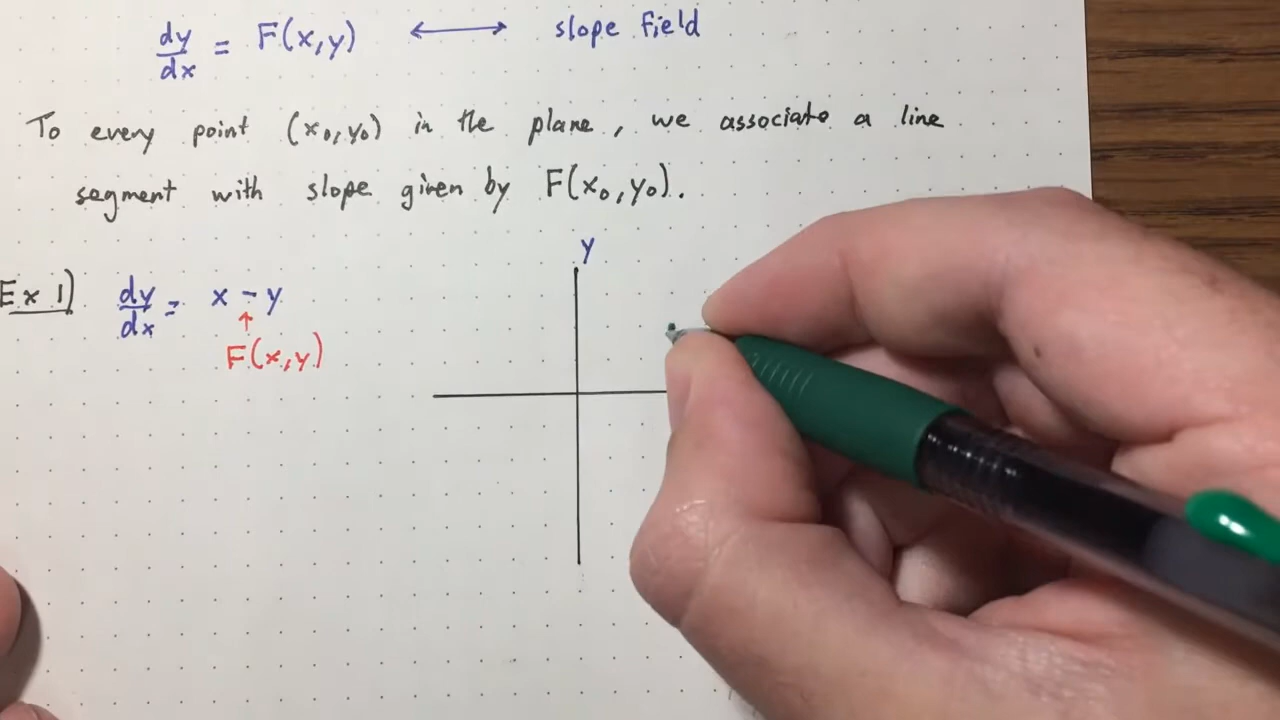 dy/dx = F(x,y) ↔ slope field
To every point (x₀,y₀) in the plane, we associate a line
segment with slope given by F(x₀,y₀).
y
Ex 1) dy/dx = x - y
↑
F(x,y)